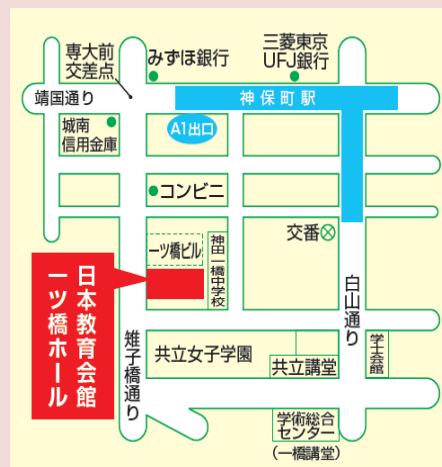 専大前
交差点
みずほ銀行
三菱東京
UFJ銀行
靖国通り
神保町駅
城南
信用金庫
A1出口
コンビニ
交番
一ツ橋ビル
神田一橋中学校
日本教育会館
一ツ橋ホール
雉子橋通り
白山通り
共立女子学園
共立講堂
学士会館
学術総合
センター
(一橋講堂)